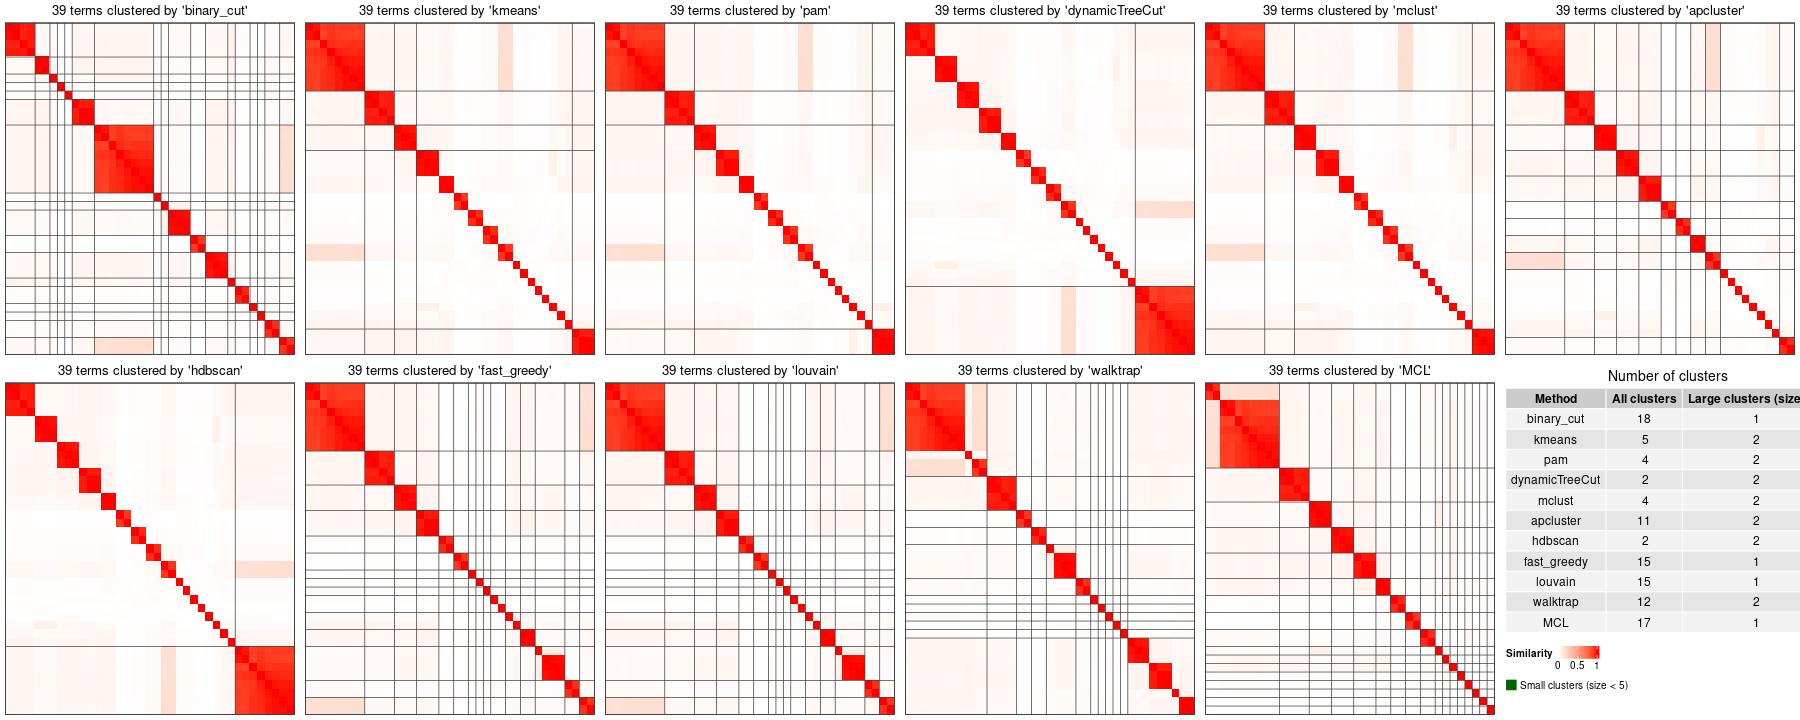 39 terms clustered by 'binary_cut'
39 terms clustered by 'kmeans'
39 terms clustered by 'pam'
39 terms clustered by 'dynamicTreeCut'
39 terms clustered by 'mclust'
39 terms clustered by 'apcluster'
39 terms clustered by 'hdbscan'
39 terms clustered by 'fast_greedy'
39 terms clustered by 'louvain'
39 terms clustered by 'walktrap'
39 terms clustered by 'MCL'
Number of clusters
Method All clusters Large clusters (size
binary_cut 18 1
kmeans 5 2
pam 4 2
dynamicTreeCut 2 2
mclust 4 2
apcluster 11 2
hdbscan 2 2
fast_greedy 15 1
louvain 15 1
walktrap 12 2
MCL 17 1
Similarity
0 0.5 1
Small clusters (size < 5)